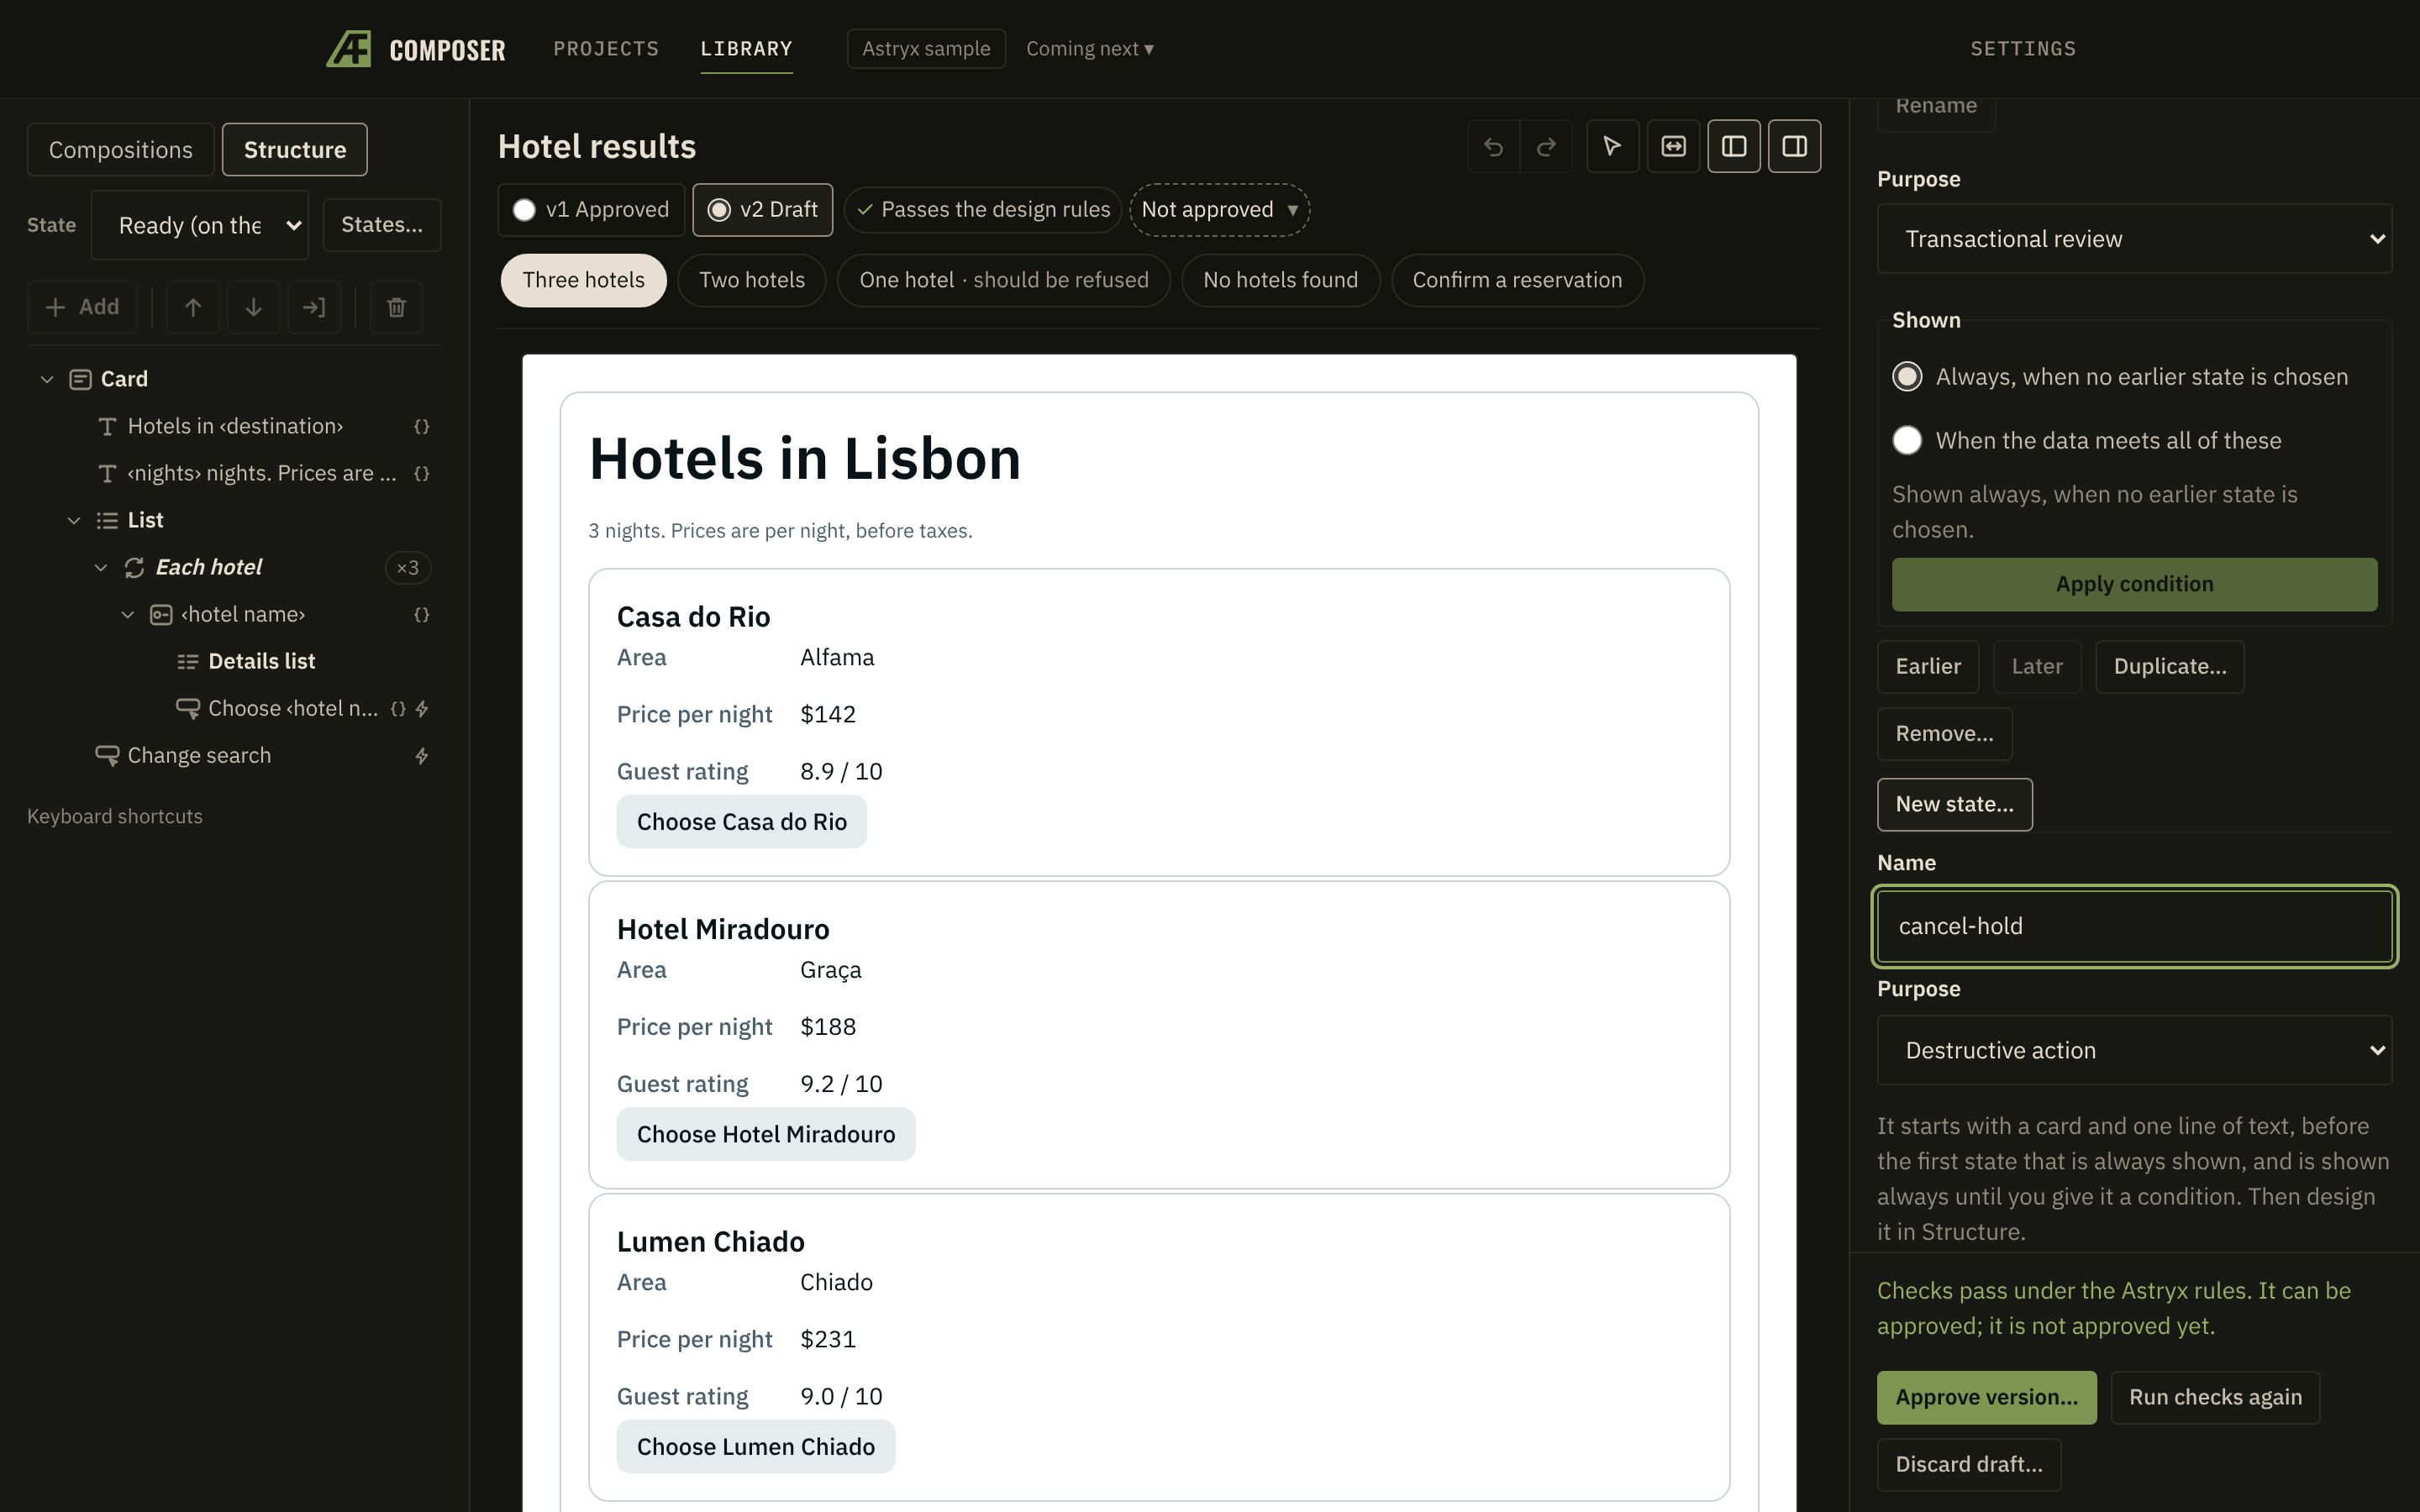 COMPOSER
PROJECTS
LIBRARY
Astryx sample
Coming next ▾
SETTINGS
Compositions
Structure
State
Ready (on the
States...
Add
Card
Hotels in ‹destination›
{}
‹nights› nights. Prices are ...
{}
List
Each hotel
×3
‹hotel name›
{}
Details list
Choose ‹hotel n...
{}
Change search
Keyboard shortcuts
Hotel results
v1 Approved
v2 Draft
Passes the design rules
Not approved ▾
Three hotels
Two hotels
One hotel · should be refused
No hotels found
Confirm a reservation
Hotels in Lisbon
3 nights. Prices are per night, before taxes.
Casa do Rio
Area Alfama
Price per night $142
Guest rating 8.9 / 10
Choose Casa do Rio
Hotel Miradouro
Area Graça
Price per night $188
Guest rating 9.2 / 10
Choose Hotel Miradouro
Lumen Chiado
Area Chiado
Price per night $231
Guest rating 9.0 / 10
Choose Lumen Chiado
Rename
Purpose
Transactional review
Shown
Always, when no earlier state is chosen
When the data meets all of these
Shown always, when no earlier state is
chosen.
Apply condition
Earlier
Later
Duplicate...
Remove...
New state...
Name
cancel-hold
Purpose
Destructive action
It starts with a card and one line of text, before
the first state that is always shown, and is shown
always until you give it a condition. Then design
it in Structure.
Checks pass under the Astryx rules. It can be
approved; it is not approved yet.
Approve version...
Run checks again
Discard draft...